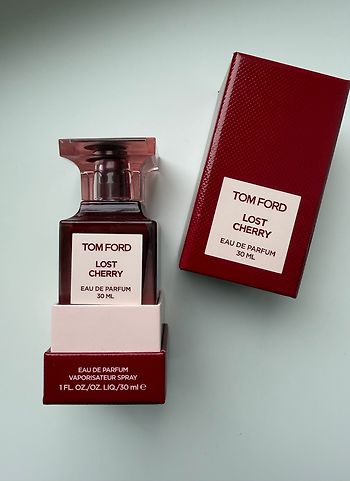 TOM FORD
LOST
CHERRY
EAU DE PARFUM
30 ML
EAU DE PARFUM
VAPORISATEUR SPRAY
1 FL. OZ./OZ. LIQ./30 ml ℮
TOM FORD
LOST
CHERRY
EAU DE PARFUM
30 ML